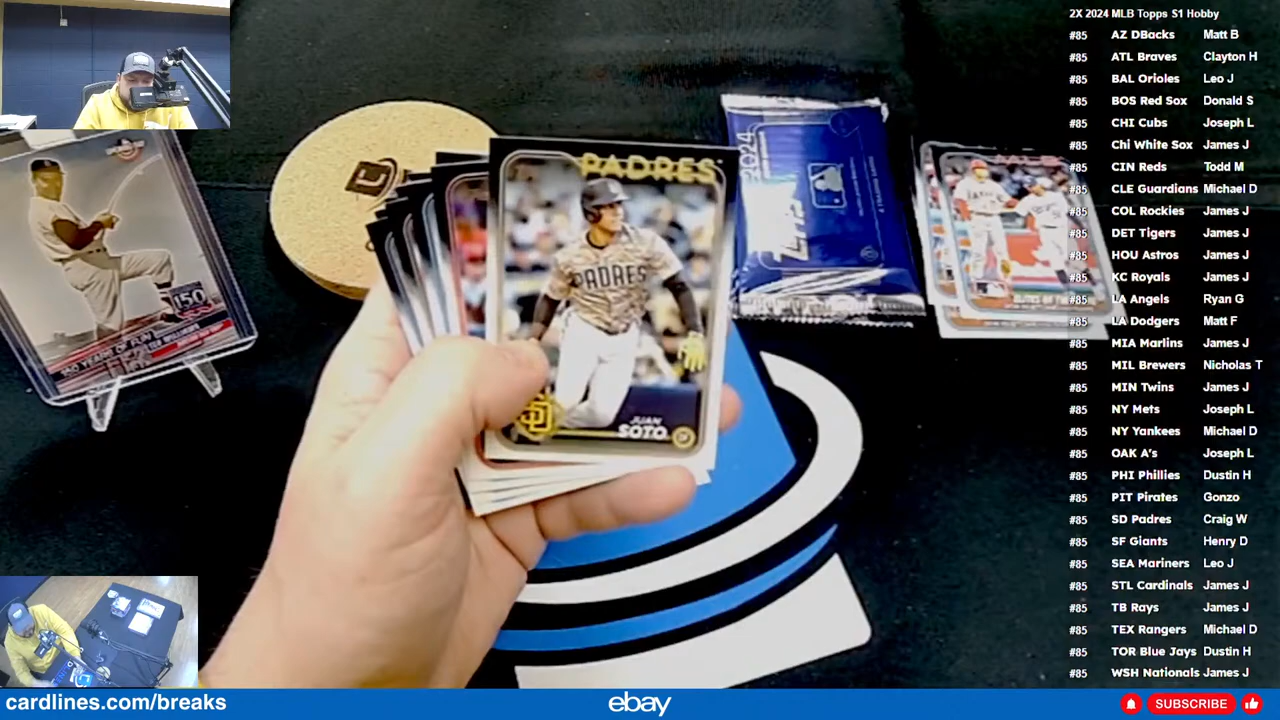 2X 2024 MLB Topps S1 Hobby
#85 AZ DBacks Matt B
#85 ATL Braves Clayton H
#85 BAL Orioles Leo J
#85 BOS Red Sox Donald S
#85 CHI Cubs Joseph L
#85 Chi White Sox James J
#85 CIN Reds Todd M
#85 CLE Guardians Michael D
#85 COL Rockies James J
#85 DET Tigers James J
#85 HOU Astros James J
#85 KC Royals James J
#85 LA Angels Ryan G
#85 LA Dodgers Matt F
#85 MIA Marlins James J
#85 MIL Brewers Nicholas T
#85 MIN Twins James J
#85 NY Mets Joseph L
#85 NY Yankees Michael D
#85 OAK A's Joseph L
#85 PHI Phillies Dustin H
#85 PIT Pirates Gonzo
#85 SD Padres Craig W
#85 SF Giants Henry D
#85 SEA Mariners Leo J
#85 STL Cardinals James J
#85 TB Rays James J
#85 TEX Rangers Michael D
#85 TOR Blue Jays Dustin H
#85 WSH Nationals James J
PADRES
PADRES
SD
JUAN
SOTO
2024
Topps
150
YEARS OF FUN
cardlines.com/breaks
ebay
SUBSCRIBE